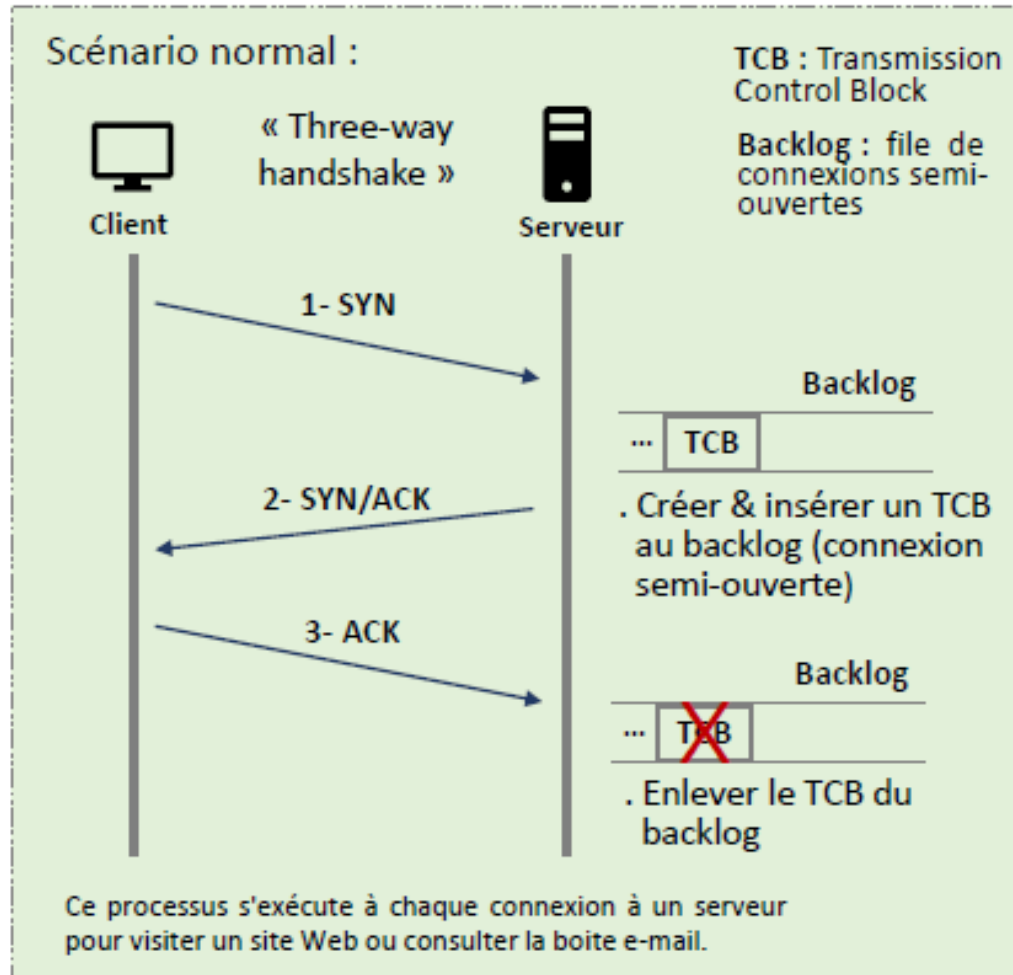 Scénario normal :
TCB : Transmission
Control Block
« Three-way
handshake »
Backlog : file de
connexions semi-
ouvertes
Client
Serveur
1- SYN
Backlog
... TCB
2- SYN/ACK
. Créer & insérer un TCB
au backlog (connexion
semi-ouverte)
3- ACK
Backlog
... TCB
. Enlever le TCB du
backlog
Ce processus s'exécute à chaque connexion à un serveur
pour visiter un site Web ou consulter la boite e-mail.